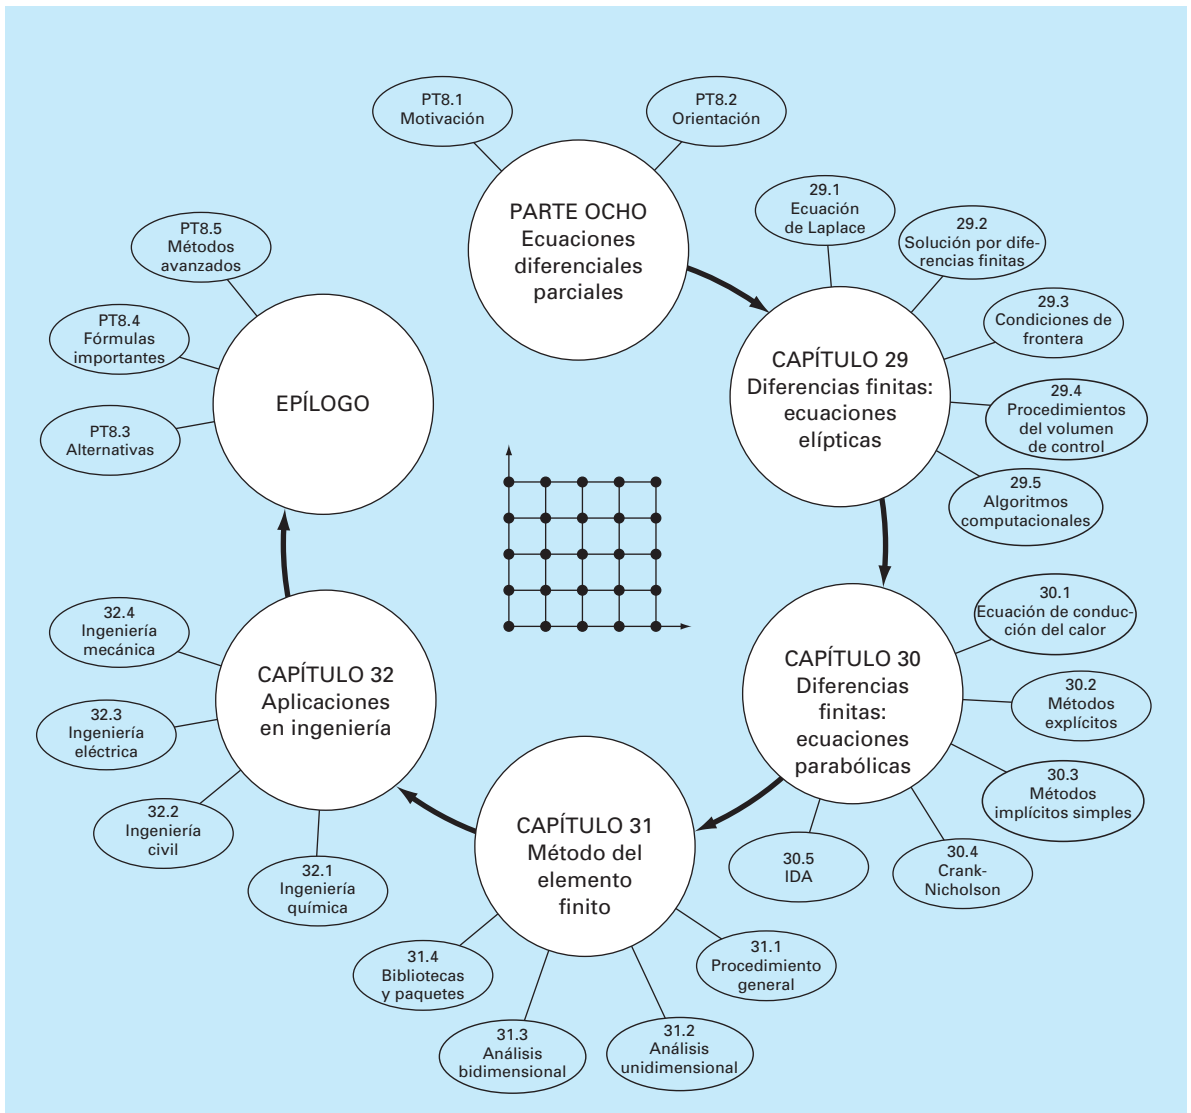 PT8.1
Motivación
PT8.2
Orientación
PARTE OCHO
Ecuaciones
diferenciales
parciales
29.1
Ecuación
de Laplace
29.2
Solución por dife-
rencias finitas
29.3
Condiciones de
frontera
29.4
Procedimientos
del volumen
de control
29.5
Algoritmos
computacionales
CAPÍTULO 29
Diferencias finitas:
ecuaciones
elípticas
30.1
Ecuación de conduc-
ción del calor
30.2
Métodos
explícitos
30.3
Métodos
implícitos simples
30.4
Crank-
Nicholson
30.5
IDA
CAPÍTULO 30
Diferencias
finitas:
ecuaciones
parabólicas
31.1
Procedimiento
general
31.2
Análisis
unidimensional
31.3
Análisis
bidimensional
31.4
Bibliotecas
y paquetes
CAPÍTULO 31
Método del
elemento
finito
32.1
Ingeniería
química
32.2
Ingeniería
civil
32.3
Ingeniería
eléctrica
32.4
Ingeniería
mecánica
CAPÍTULO 32
Aplicaciones
en ingeniería
PT8.3
Alternativas
PT8.4
Fórmulas
importantes
PT8.5
Métodos
avanzados
EPÍLOGO